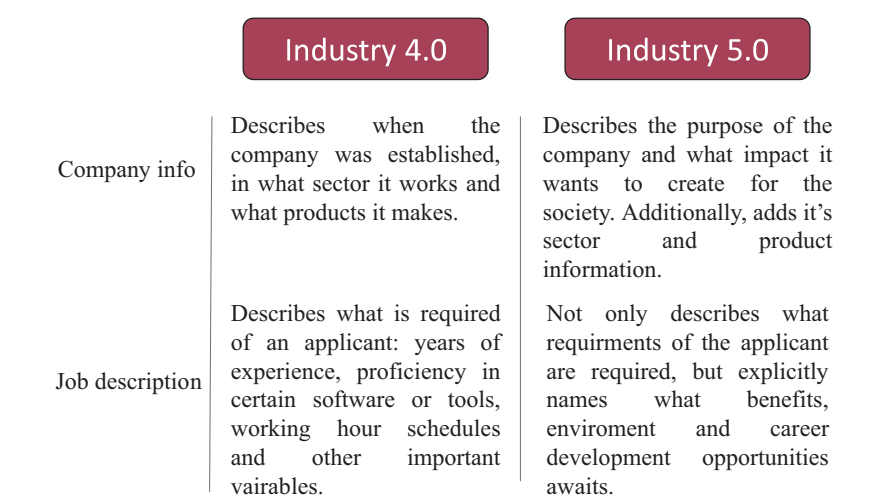 Industry 4.0
Industry 5.0
Company info
Describes when the
company was established,
in what sector it works and
what products it makes.
Describes the purpose of the
company and what impact it
wants to create for the
society. Additionally, adds it’s
sector and product
information.
Job description
Describes what is required
of an applicant: years of
experience, proficiency in
certain software or tools,
working hour schedules
and other important
vairables.
Not only describes what
requirments of the applicant
are required, but explicitly
names what benefits,
enviroment and career
development opportunities
awaits.